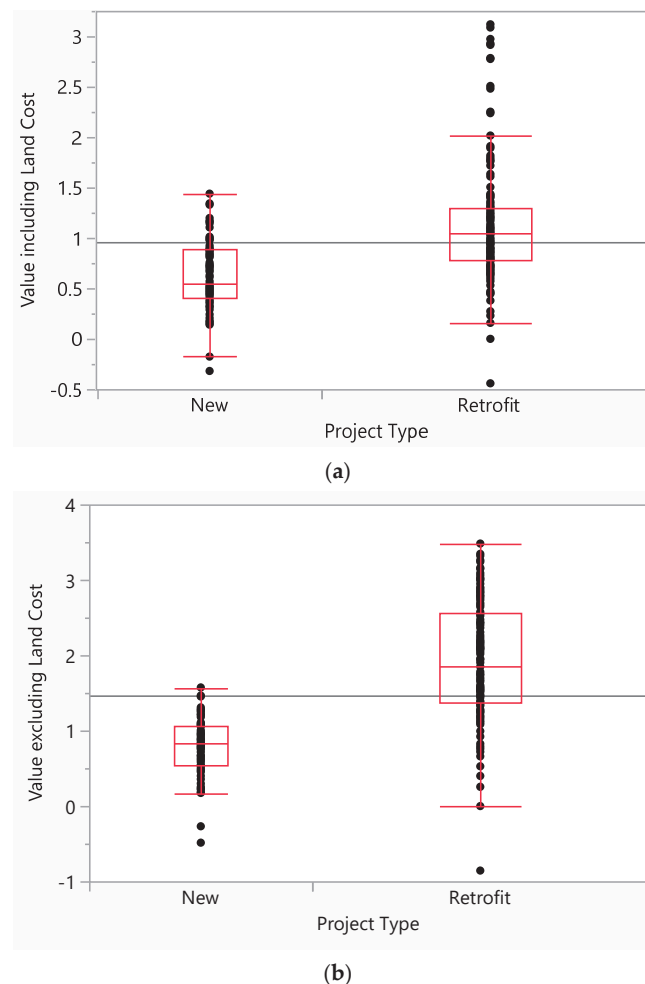 Value including Land Cost
3
2.5
2
1.5
1
0.5
0
-0.5
New Retrofit
Project Type
(a)
Value excluding Land Cost
4
3
2
1
0
-1
New Retrofit
Project Type
(b)